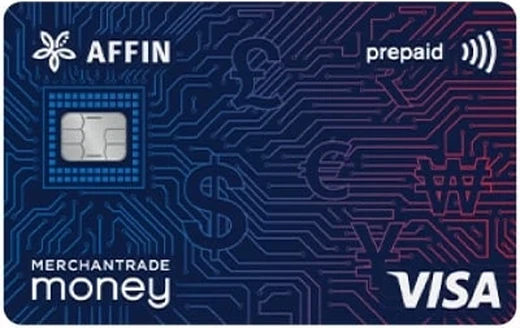 AFFIN
prepaid
£
₹
€
$
₩
¥
MERCHANTRADE
money
VISA